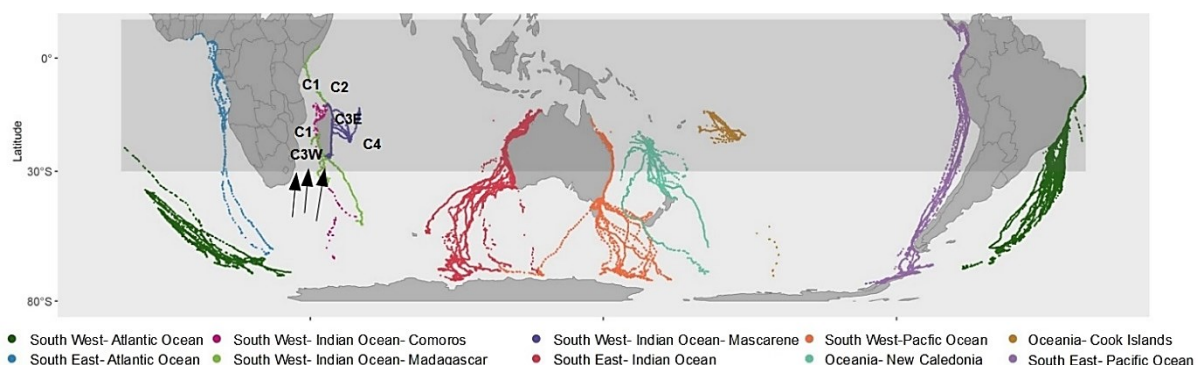 0°
C1 C2
C3E
C1
C4
C3W
Latitude
30°S
80°S
South West- Atlantic Ocean South West- Indian Ocean- Comoros South West- Indian Ocean- Mascarene South West-Pacfic Ocean Oceania- Cook Islands
South East- Atlantic Ocean South West- Indian Ocean- Madagascar South East- Indian Ocean Oceania- New Caledonia South East- Pacific Ocean